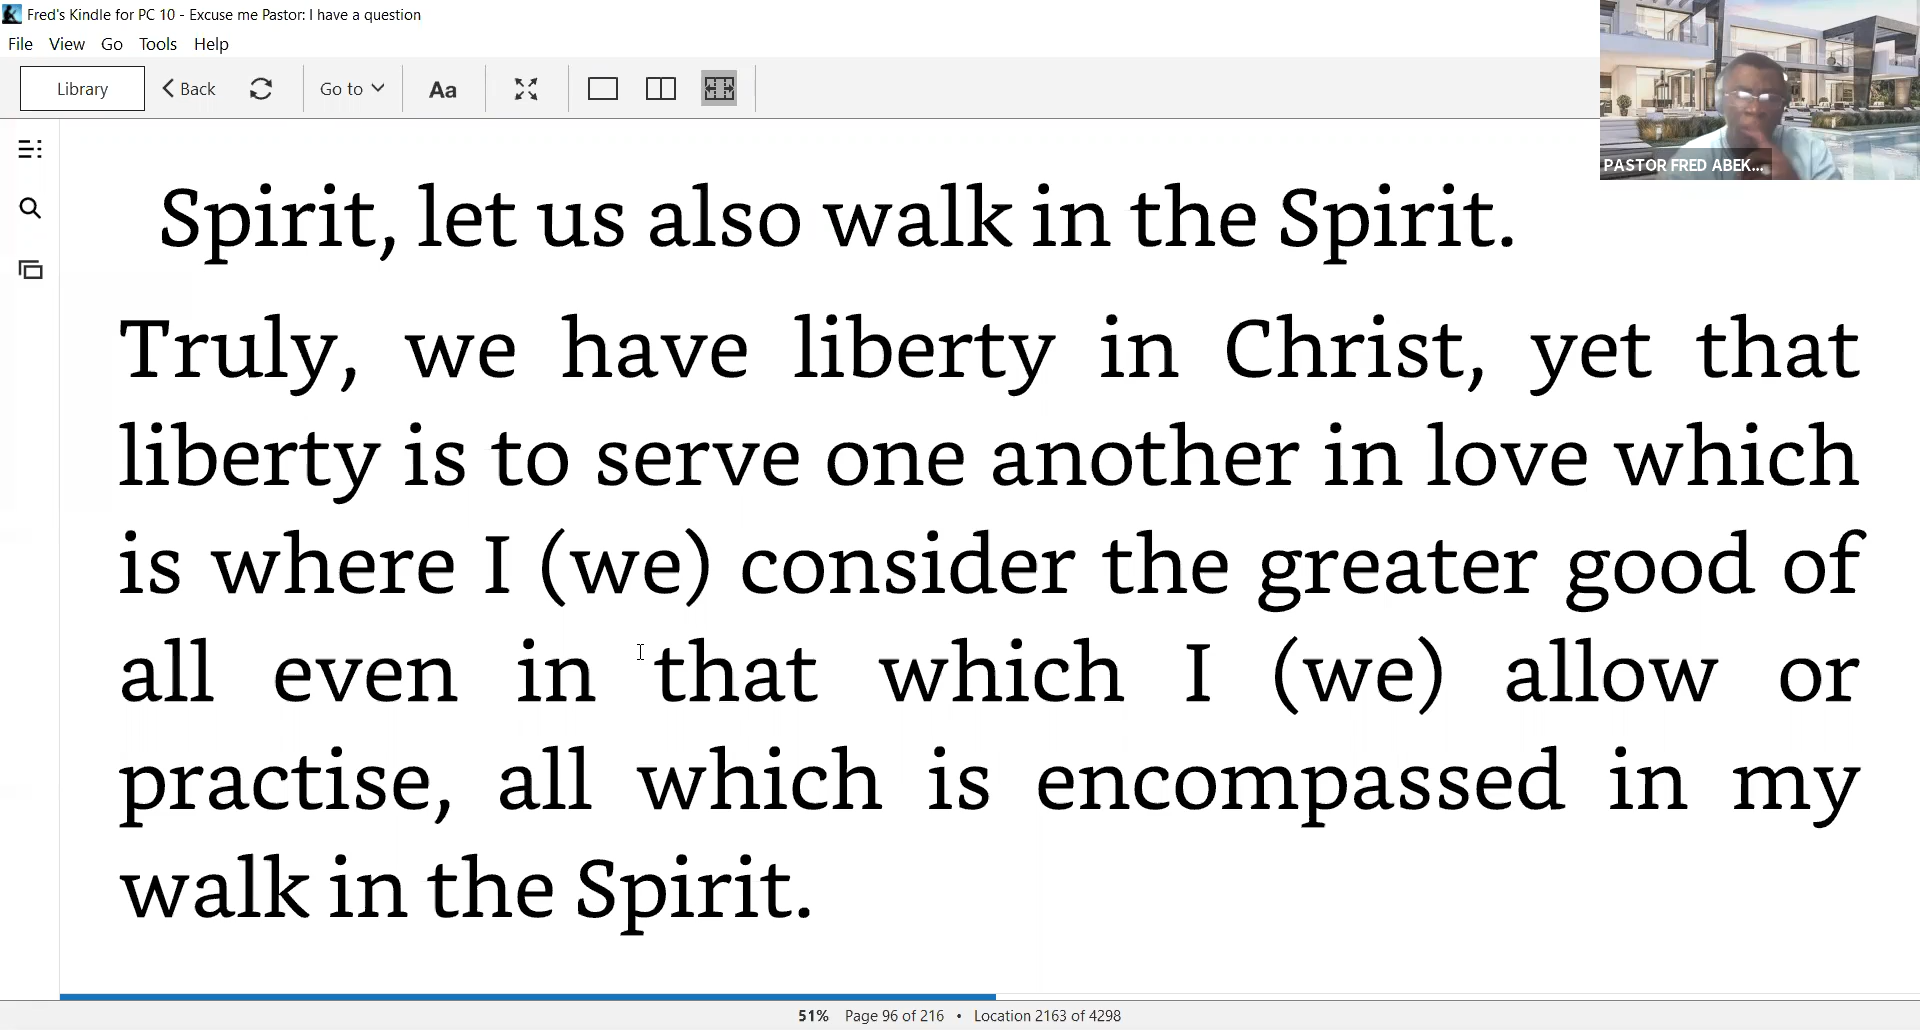 Fred's Kindle for PC 10 - Excuse me Pastor: I have a question
File View Go Tools Help
Library Back Go to Aa
PASTOR FRED ABEK...
Spirit, let us also walk in the Spirit.
Truly, we have liberty in Christ, yet that
liberty is to serve one another in love which
is where I (we) consider the greater good of
all even in that which I (we) allow or
practise, all which is encompassed in my
walk in the Spirit.
51% Page 96 of 216 • Location 2163 of 4298